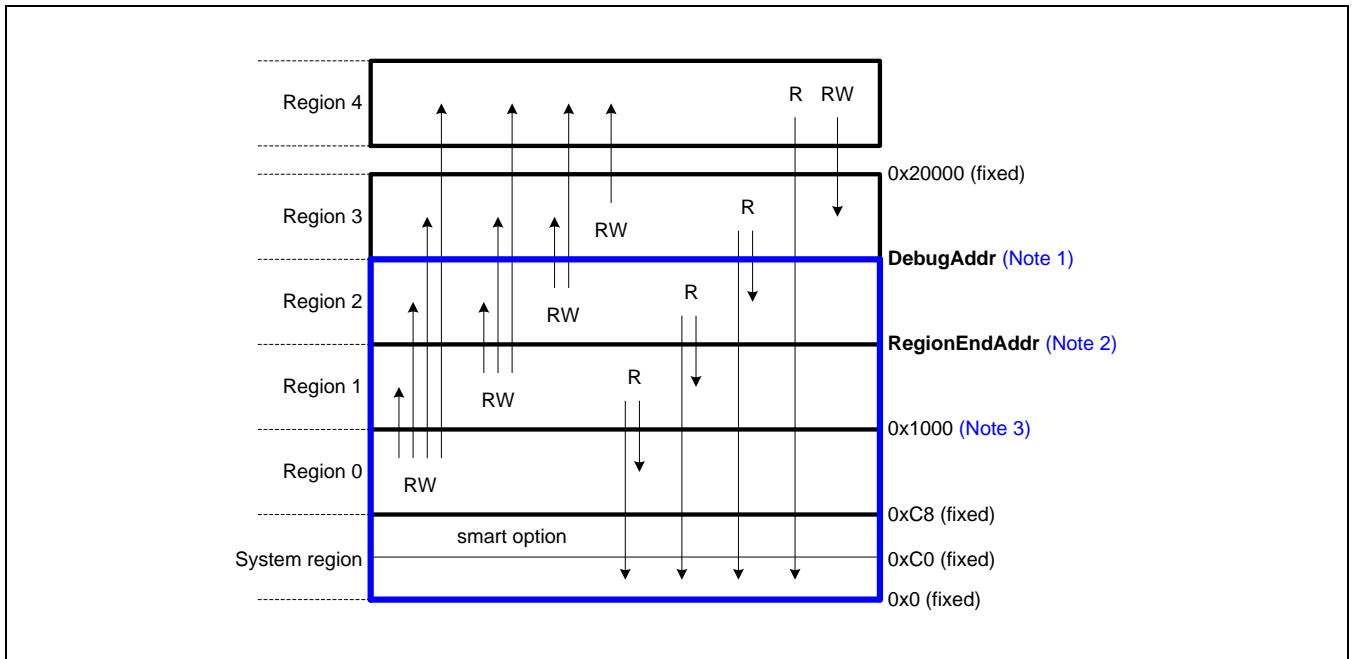 Region 4
R RW
0x20000 (fixed)
Region 3
R
RW
DebugAddr (Note 1)
Region 2
R
RW
RegionEndAddr (Note 2)
Region 1
R
RW
0x1000 (Note 3)
Region 0
RW
0xC8 (fixed)
smart option
System region
0xC0 (fixed)
0x0 (fixed)